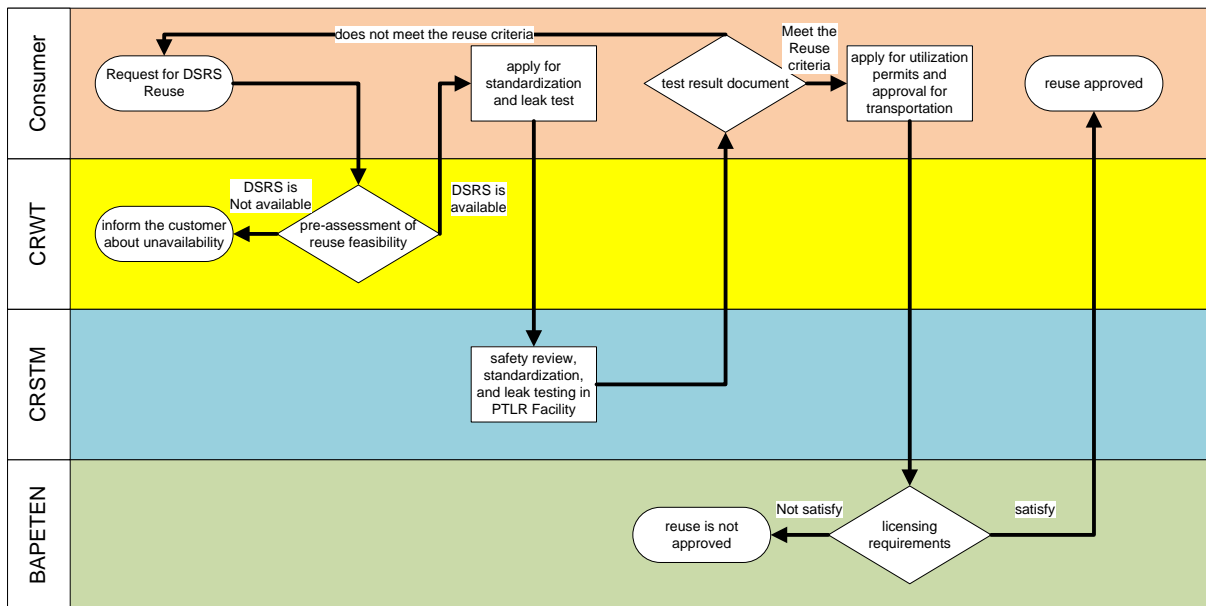 Consumer
does not meet the reuse criteria
Request for DSRS
Reuse
apply for
standardization
and leak test
test result document
Meet the
Reuse
criteria
apply for utilization
permits and
approval for
transportation
reuse approved
CRWT
DSRS is
Not available
inform the customer
about unavailability
pre-assessment of
reuse feasibility
DSRS is
available
CRSTM
safety review,
standardization,
and leak testing in
PTLR Facility
BAPETEN
reuse is not
approved
Not satisfy
licensing
requirements
satisfy